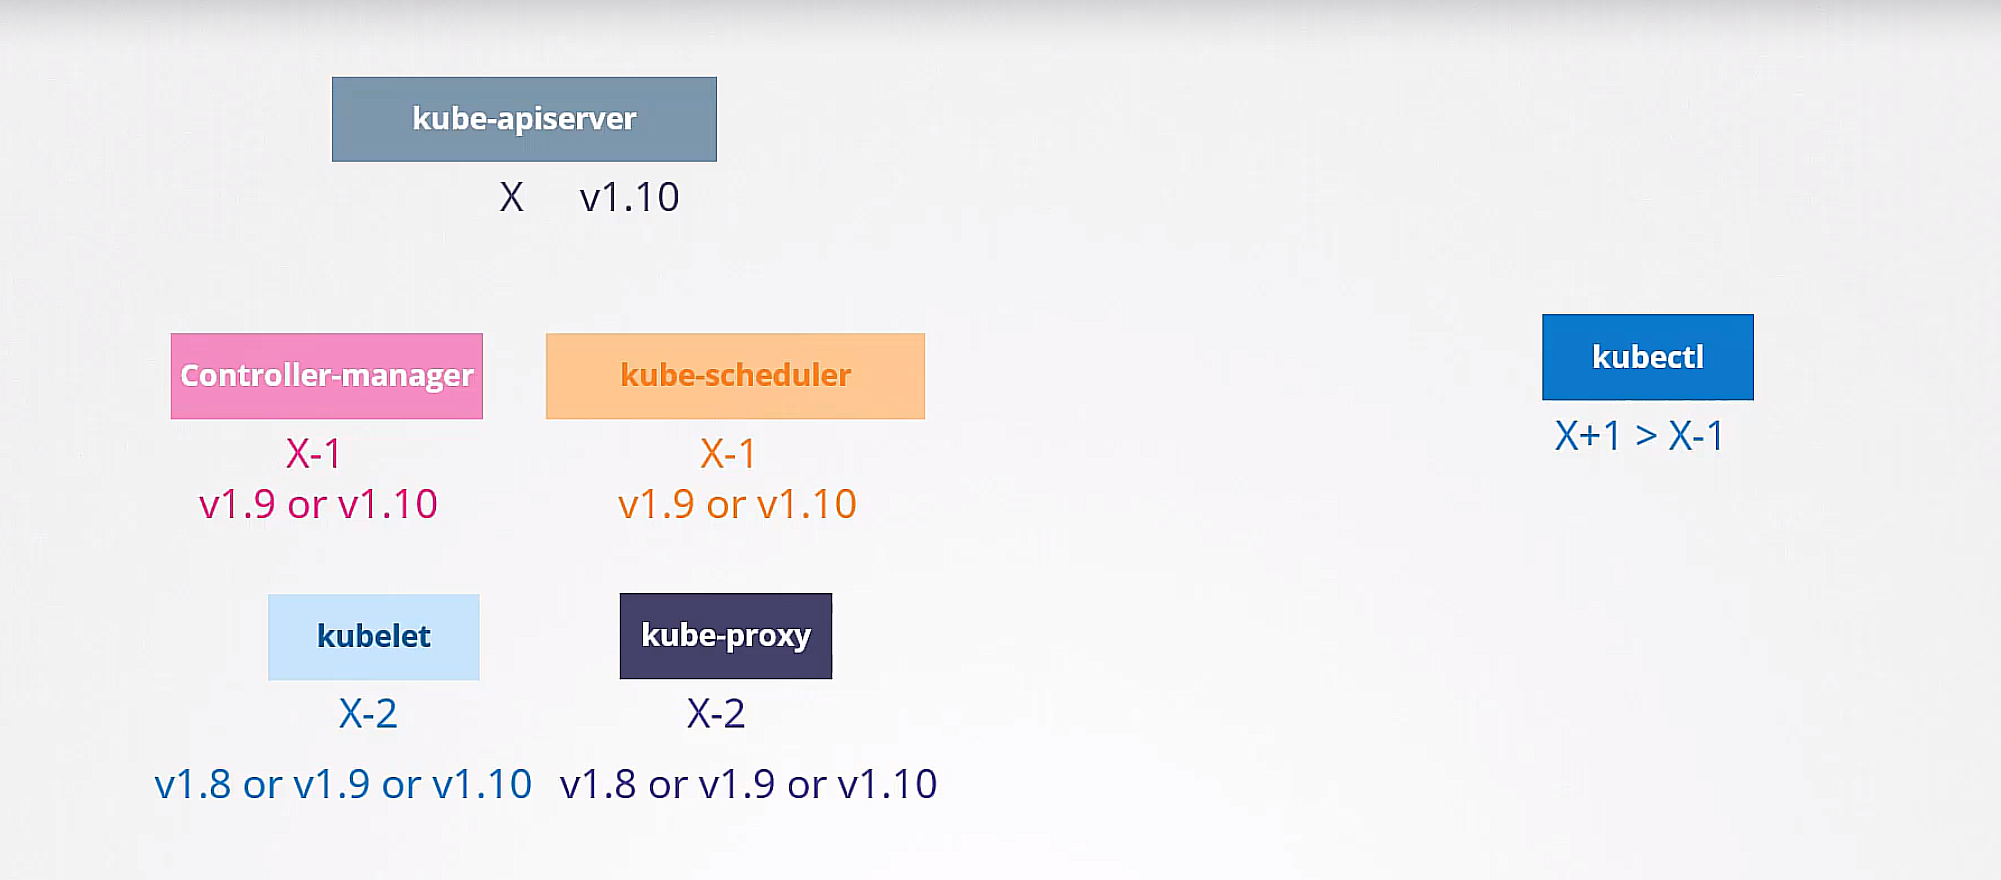 kube-apiserver
X v1.10
Controller-manager
X-1
v1.9 or v1.10
kube-scheduler
X-1
v1.9 or v1.10
kubectl
X+1 > X-1
kubelet
X-2
v1.8 or v1.9 or v1.10
kube-proxy
X-2
v1.8 or v1.9 or v1.10